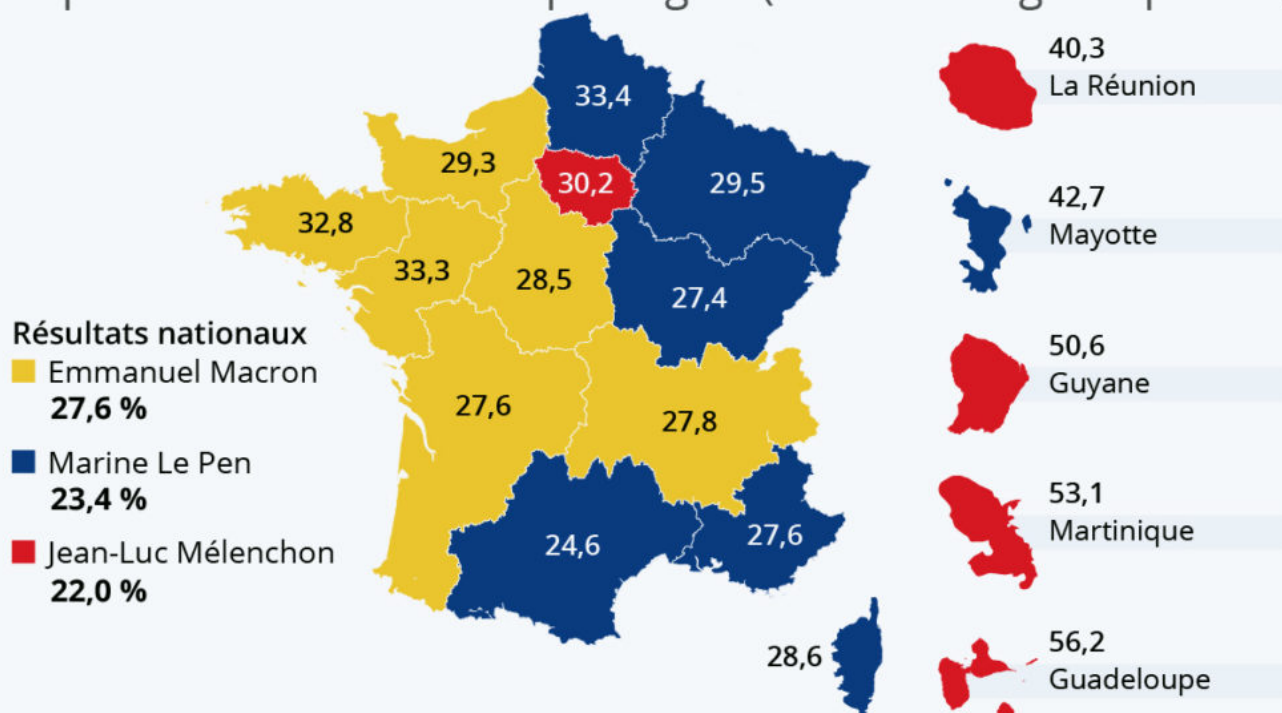 33,4
29,3
30,2
29,5
32,8
33,3
28,5
27,4
27,6
27,8
24,6
27,6
28,6
Résultats nationaux
Emmanuel Macron
27,6 %
Marine Le Pen
23,4 %
Jean-Luc Mélenchon
22,0 %
40,3
La Réunion
42,7
Mayotte
50,6
Guyane
53,1
Martinique
56,2
Guadeloupe